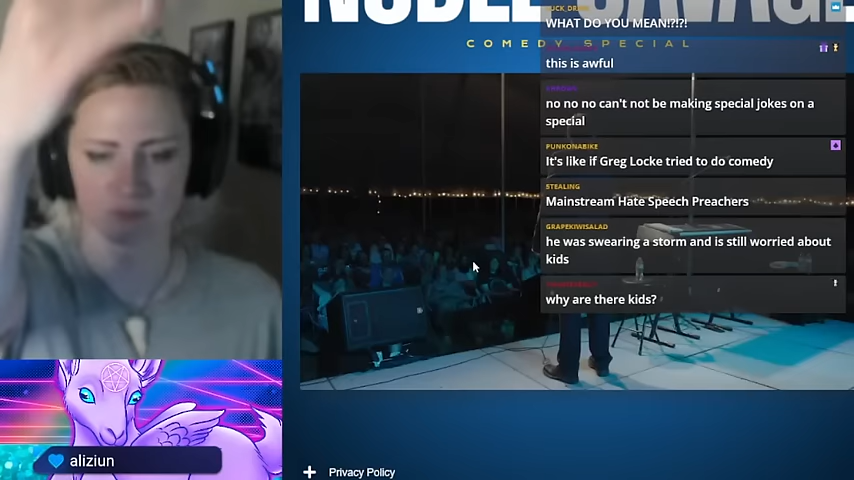 COMEDY SPECIAL
WHAT DO YOU MEAN!?!?!
this is awful
no no no can't not be making special jokes on a
special
PUNKONABIKE
It's like if Greg Locke tried to do comedy
STEALING
Mainstream Hate Speech Preachers
GRAPEKIWISALAD
he was swearing a storm and is still worried about
kids
why are there kids?
aliziun
Privacy Policy